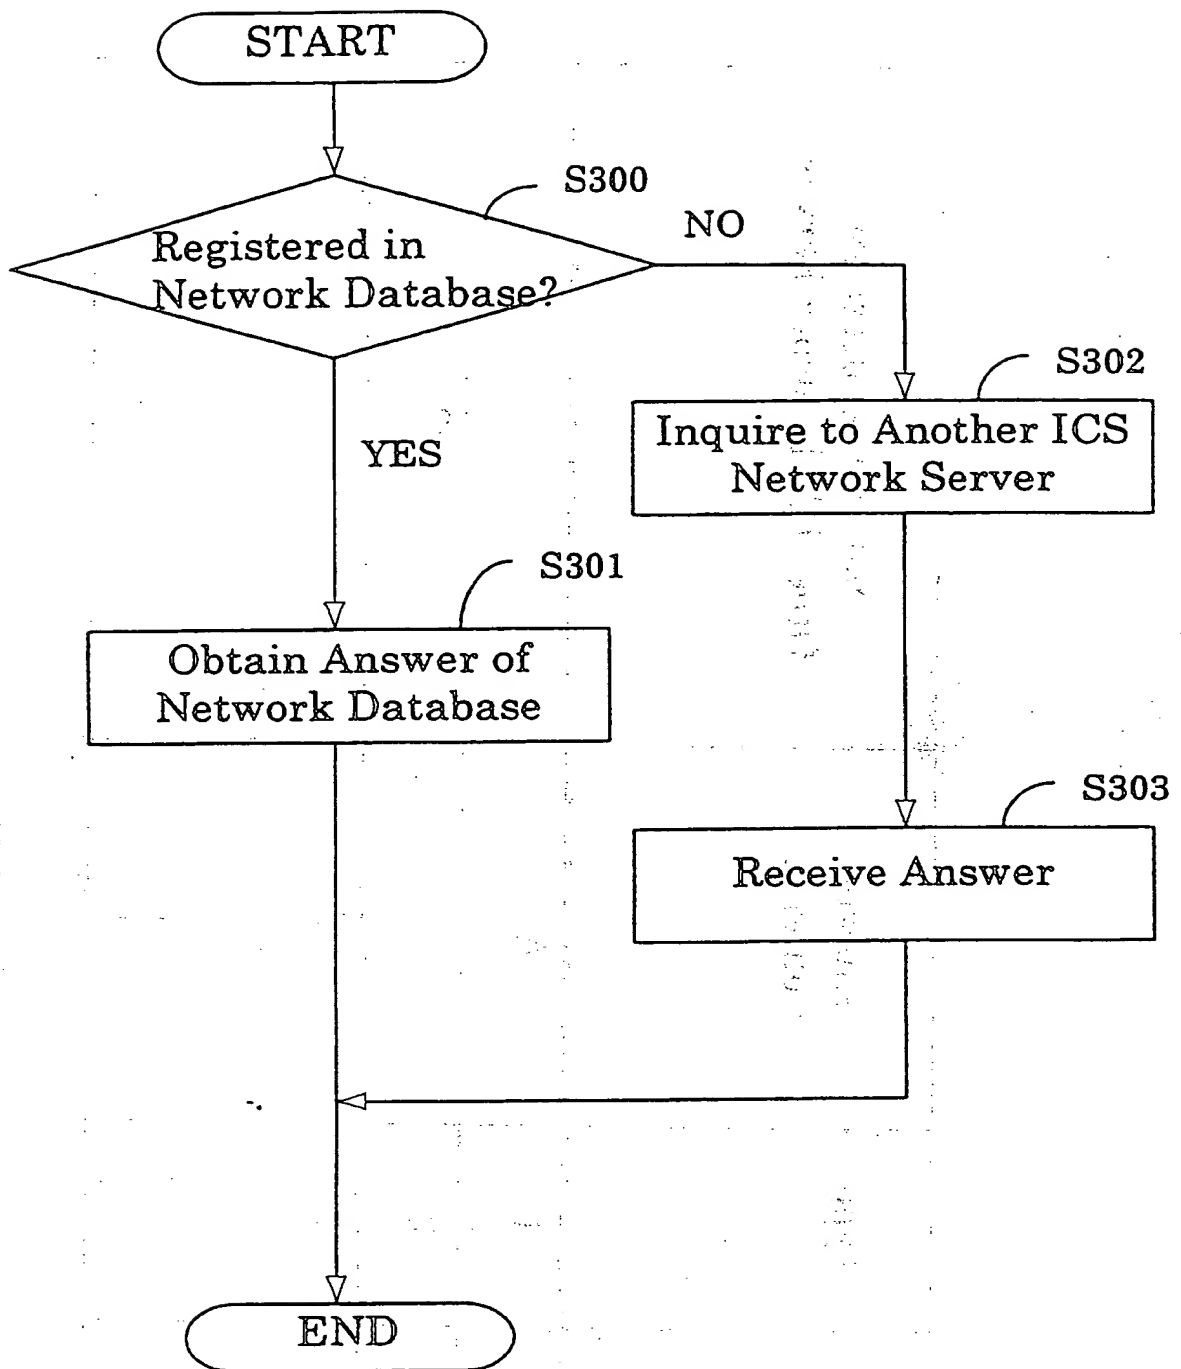 START
S300
Registered in
Network Database?
NO
YES
S302
Inquire to Another ICS
Network Server
S301
Obtain Answer of
Network Database
S303
Receive Answer
END